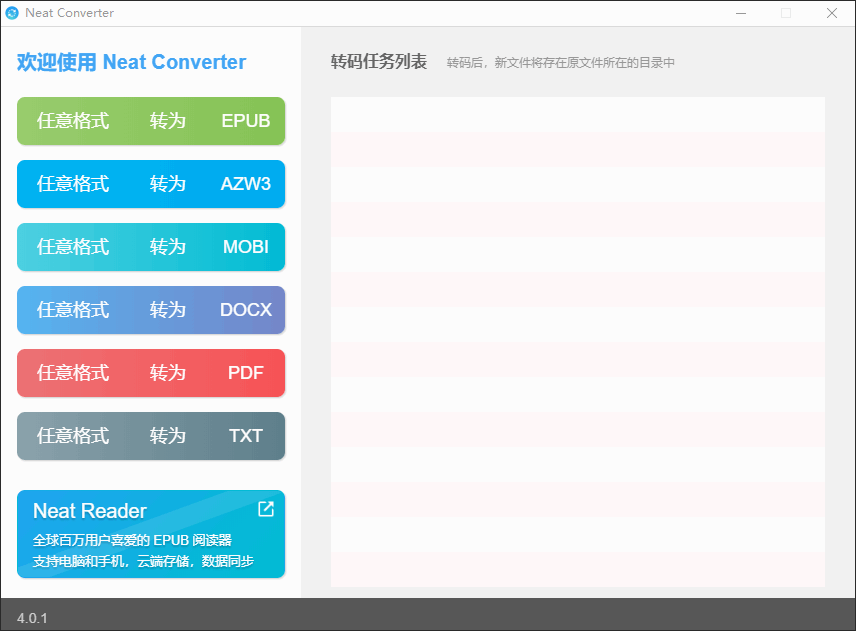 Neat Converter
欢迎使用 Neat Converter
任意格式 转为 EPUB
任意格式 转为 AZW3
任意格式 转为 MOBI
任意格式 转为 DOCX
任意格式 转为 PDF
任意格式 转为 TXT
Neat Reader
全球百万用户喜爱的 EPUB 阅读器
支持电脑和手机，云端存储，数据同步
转码任务列表 转码后，新文件将存在原文件所在的目录中
4.0.1